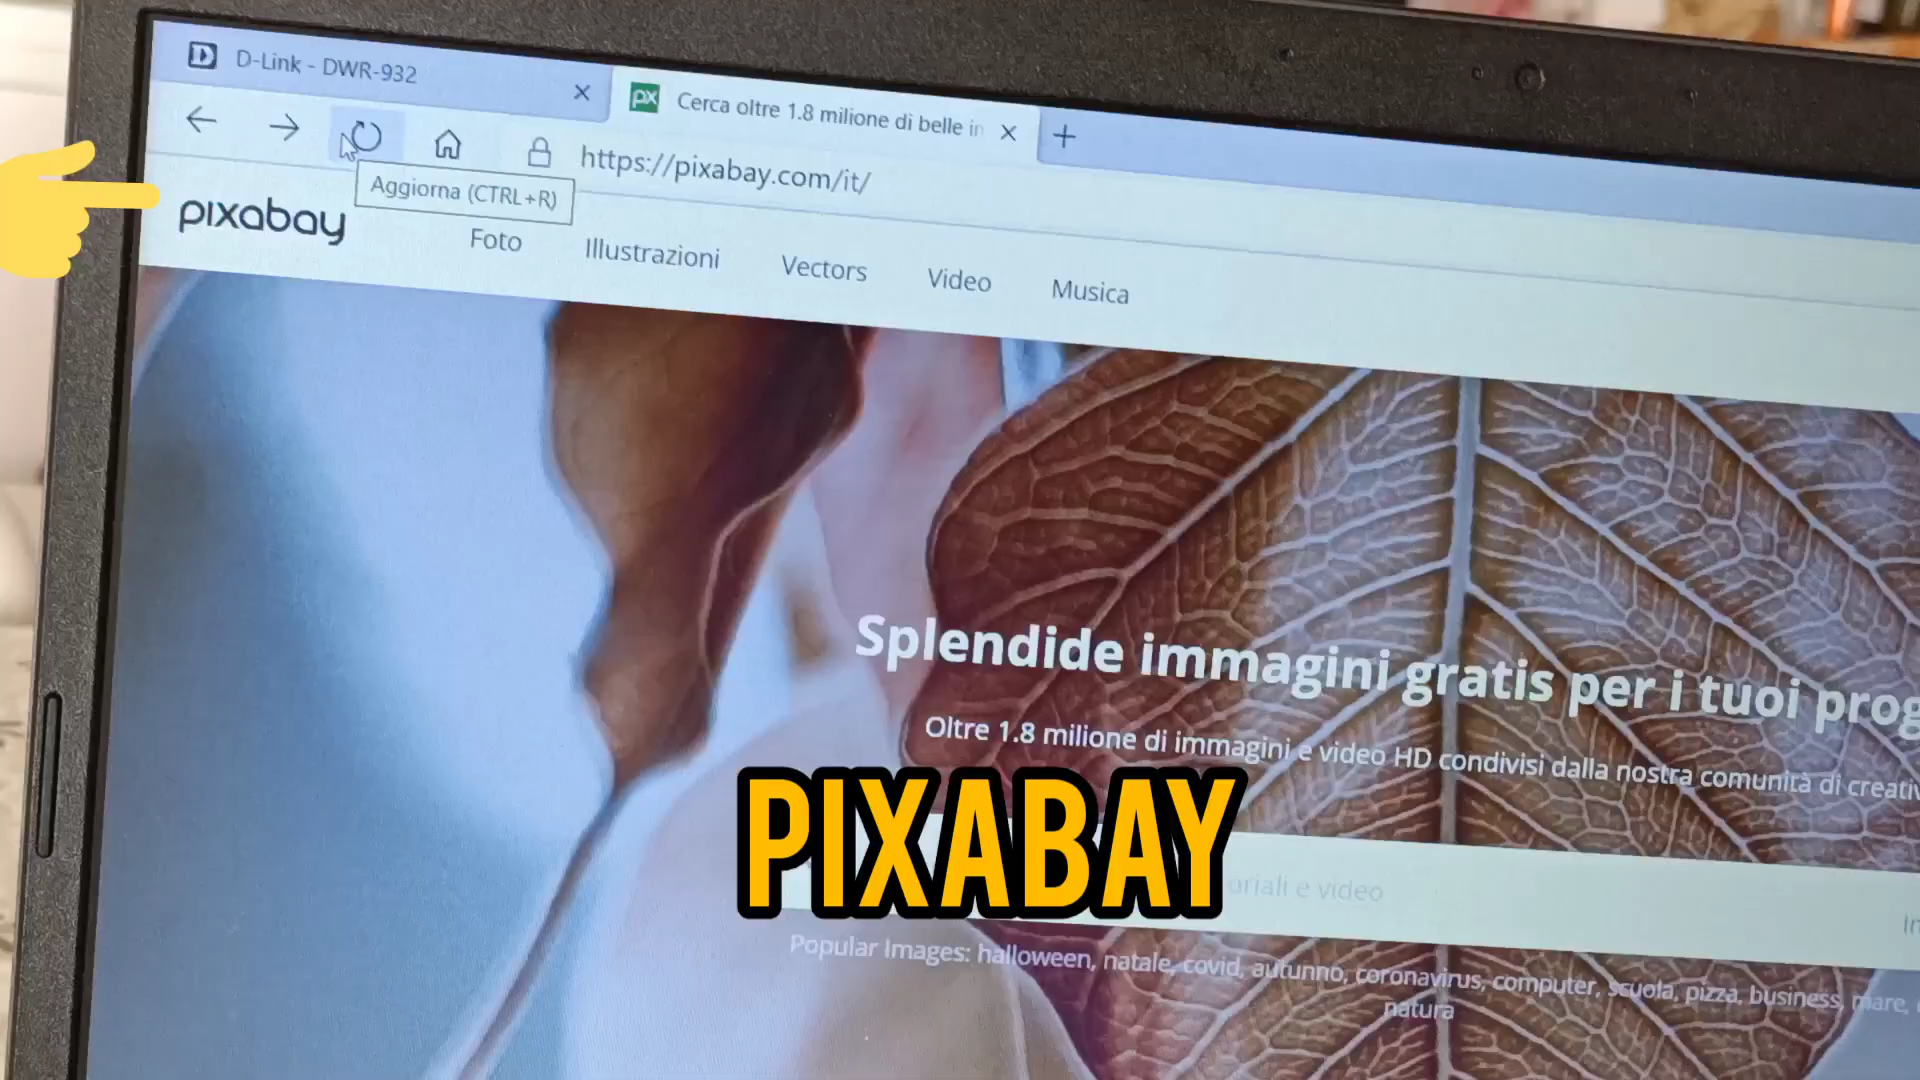 D-Link - DWR-932
Cerca oltre 1.8 milione di belle
https://pixabay.com/it/
Aggiorna (CTRL+R)
pixabay
Foto
Illustrazioni
Vectors
Video
Musica
Splendide immagini gratis per i tuoi prog
Oltre 1.8 milione di immagini e video HD condivisi dalla nostra comunità di creativ
PIXABAY
oriali e video
Popular Images: halloween, natale, covid, autunno, coronavirus, computer, scuola, pizza, business, mare,
natura